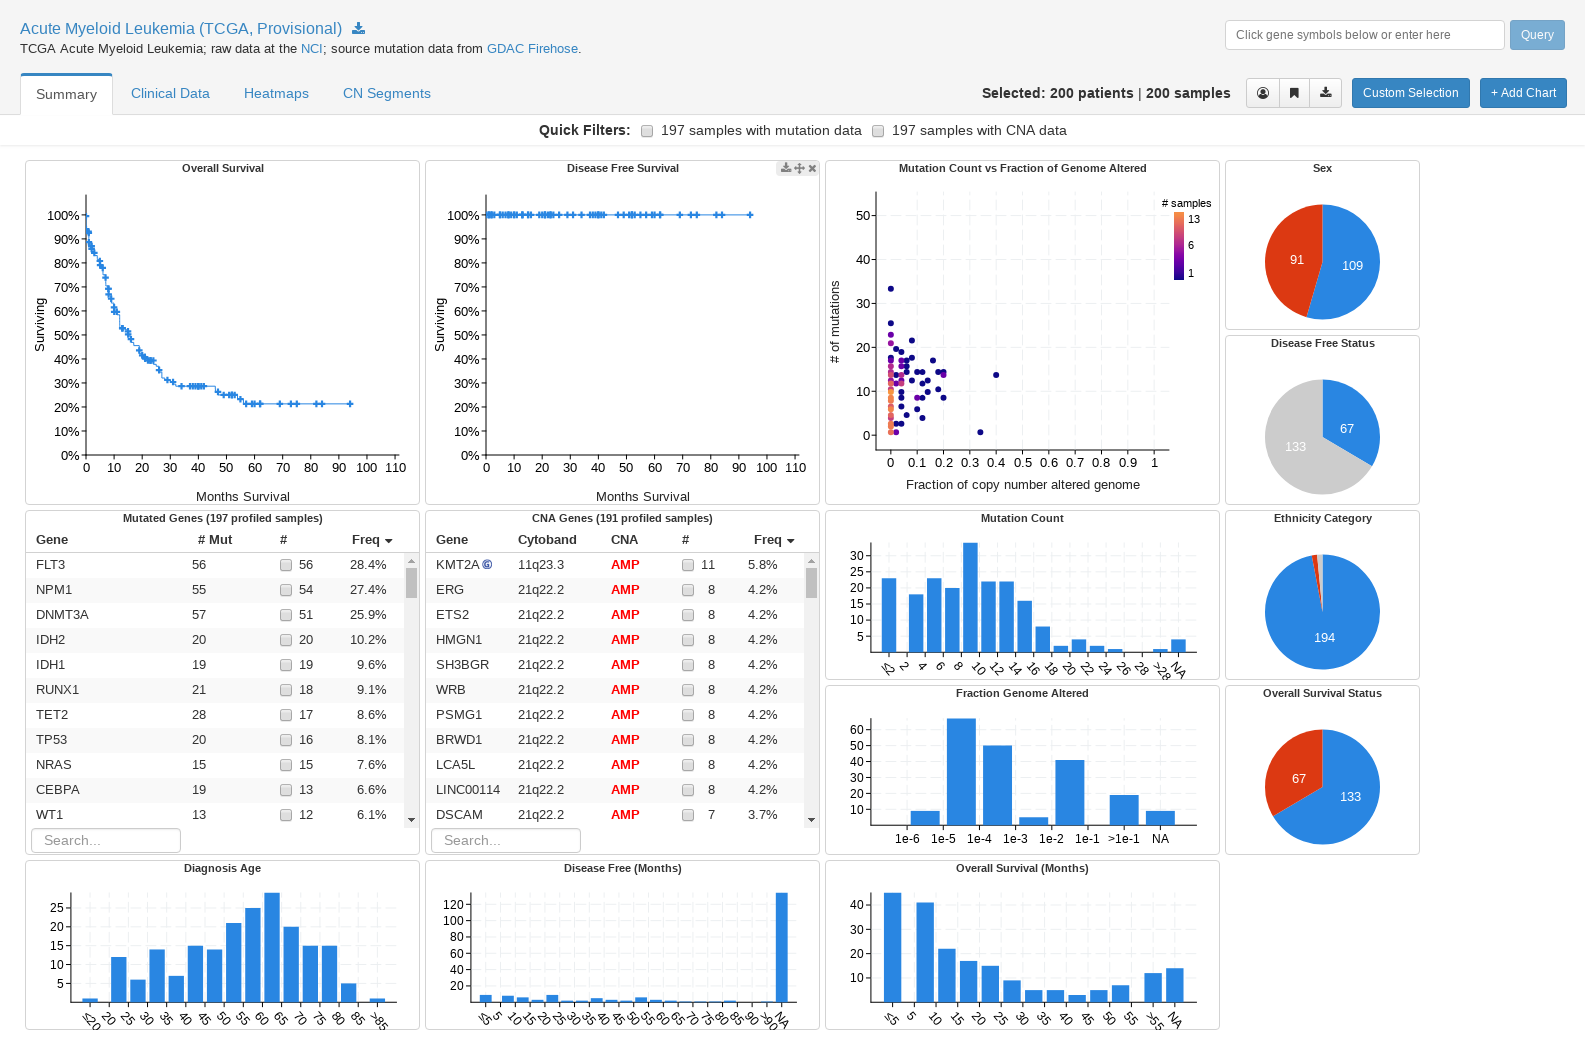 Acute Myeloid Leukemia (TCGA, Provisional)
TCGA Acute Myeloid Leukemia; raw data at the NCI; source mutation data from GDAC Firehose.
Click gene symbols below or enter here
Query
Summary
Clinical Data
Heatmaps
CN Segments
Selected: 200 patients | 200 samples
Custom Selection
+ Add Chart
Quick Filters: 197 samples with mutation data 197 samples with CNA data
Overall Survival
100%
90%
80%
70%
60%
50%
40%
30%
20%
10%
0%
Surviving
0 10 20 30 40 50 60 70 80 90 100 110
Months Survival
Disease Free Survival
100%
90%
80%
70%
60%
50%
40%
30%
20%
10%
0%
Surviving
0 10 20 30 40 50 60 70 80 90 100 110
Months Survival
Mutation Count vs Fraction of Genome Altered
# samples
13
6
1
50
40
30
20
10
0
# of mutations
0 0.1 0.2 0.3 0.4 0.5 0.6 0.7 0.8 0.9 1
Fraction of copy number altered genome
Sex
91
109
Disease Free Status
67
133
Mutated Genes (197 profiled samples)
Gene # Mut # Freq
FLT3 56 56 28.4%
NPM1 55 54 27.4%
DNMT3A 57 51 25.9%
IDH2 20 20 10.2%
IDH1 19 19 9.6%
RUNX1 21 18 9.1%
TET2 28 17 8.6%
TP53 20 16 8.1%
NRAS 15 15 7.6%
CEBPA 19 13 6.6%
WT1 13 12 6.1%
Search...
CNA Genes (191 profiled samples)
Gene Cytoband CNA # Freq
KMT2A G 11q23.3 AMP 11 5.8%
ERG 21q22.2 AMP 8 4.2%
ETS2 21q22.2 AMP 8 4.2%
HMGN1 21q22.2 AMP 8 4.2%
SH3BGR 21q22.2 AMP 8 4.2%
WRB 21q22.2 AMP 8 4.2%
PSMG1 21q22.2 AMP 8 4.2%
BRWD1 21q22.2 AMP 8 4.2%
LCA5L 21q22.2 AMP 8 4.2%
LINC00114 21q22.2 AMP 8 4.2%
DSCAM 21q22.2 AMP 7 3.7%
Search...
Mutation Count
30
25
20
15
10
5
≤2 2 4 6 8 10 12 14 16 18 20 22 24 26 28 >28 NA
Ethnicity Category
194
Fraction Genome Altered
60
50
40
30
20
10
1e-6 1e-5 1e-4 1e-3 1e-2 1e-1 >1e-1 NA
Overall Survival Status
67
133
Diagnosis Age
25
20
15
10
5
≤20 20 25 30 35 40 45 50 55 60 65 70 75 80 85 >85
Disease Free (Months)
120
100
80
60
40
20
≤5 5 10 15 20 25 30 35 40 45 50 55 60 65 70 75 80 85 90 >90 NA
Overall Survival (Months)
40
30
20
10
≤5 5 10 15 20 25 30 35 40 45 50 55 >55 NA